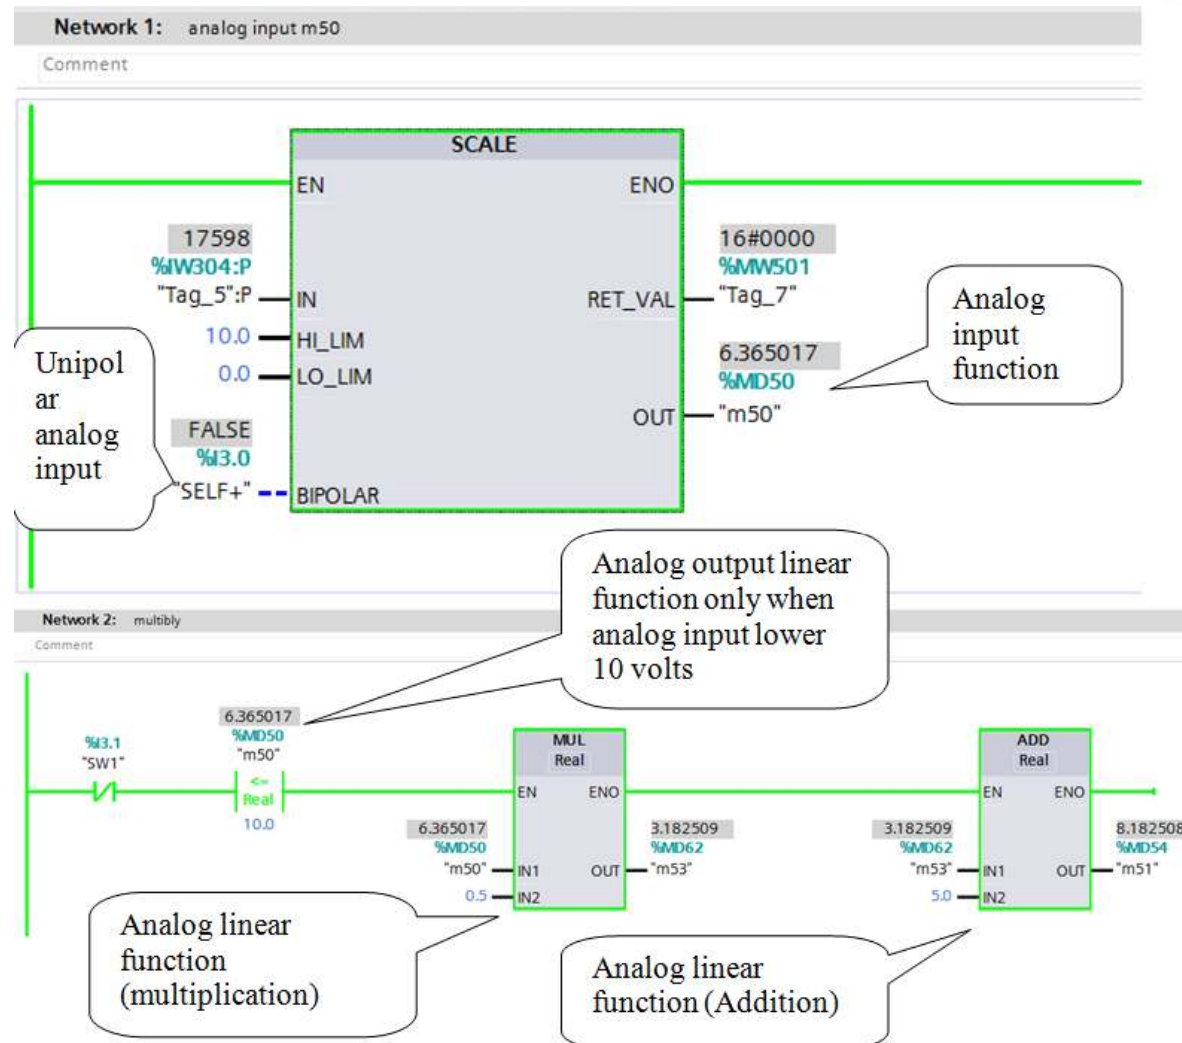 Network 1: analog input m50
Comment
SCALE
EN ENO
17598
%IW304:P
"Tag_5":P
IN
16#0000
%MW501
RET_VAL "Tag_7"
10.0 HI_LIM
0.0 LO_LIM
6.365017
%MD50
OUT "m50"
FALSE
%I3.0
"SELF+" BIPOLAR
Unipol
ar
analog
input
Analog
input
function
Analog output linear
function only when
analog input lower
10 volts
Network 2: multibly
Comment
%I3.1
"SW1"
6.365017
%MD50
"m50"
<=
Real
10.0
MUL
Real
EN ENO
6.365017
%MD50
"m50" IN1
0.5 IN2
3.182509
%MD62
OUT "m53"
ADD
Real
EN ENO
3.182509
%MD62
"m53" IN1
5.0 IN2
8.182508
%MD54
OUT "m51"
Analog linear
function
(multiplication)
Analog linear
function (Addition)